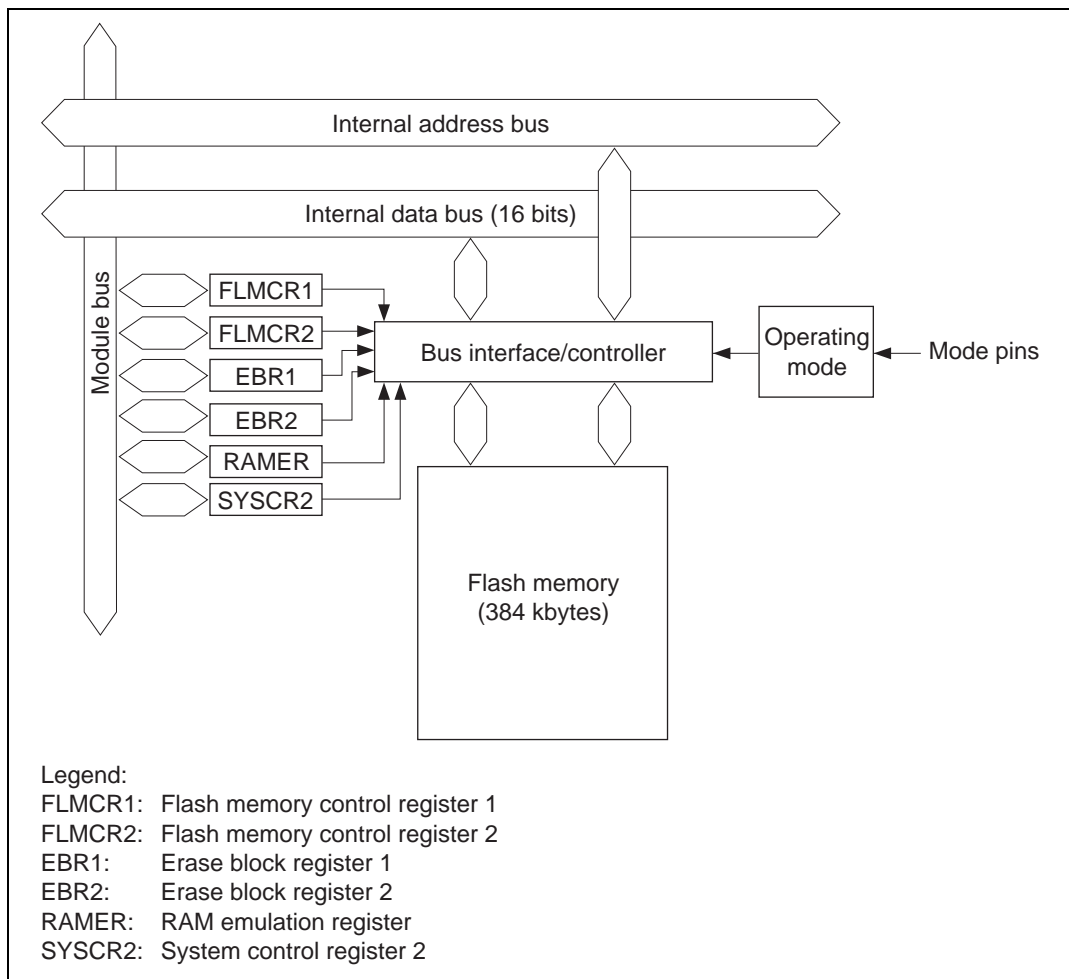 Internal address bus
Internal data bus (16 bits)
Module bus
FLMCR1
FLMCR2
EBR1
EBR2
RAMER
SYSCR2
Bus interface/controller
Operating
mode
Mode pins
Flash memory
(384 kbytes)
Legend:
FLMCR1: Flash memory control register 1
FLMCR2: Flash memory control register 2
EBR1: Erase block register 1
EBR2: Erase block register 2
RAMER: RAM emulation register
SYSCR2: System control register 2